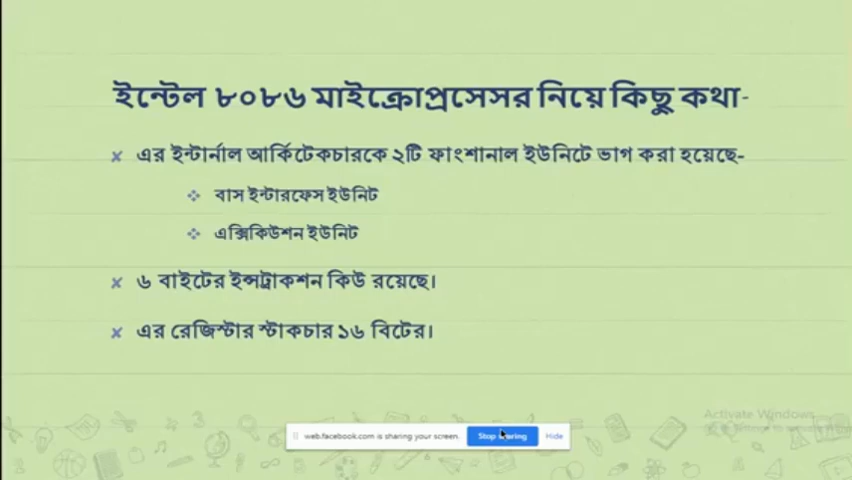 ইন্টেল ৮০৮৬ মাইক্রোপ্রসেসর নিয়ে কিছু কথা-
এর ইন্টার্নাল আর্কিটেকচারকে ২টি ফাংশানাল ইউনিটে ভাগ করা হয়েছে-
বাস ইন্টারফেস ইউনিট
এক্সিকিউশন ইউনিট
৬ বাইটের ইন্সট্রাকশন কিউ রয়েছে।
এর রেজিস্টার স্টাকচার ১৬ বিটের।
Activate Windows
web.facebook.com is sharing your screen. Stop sharing Hide